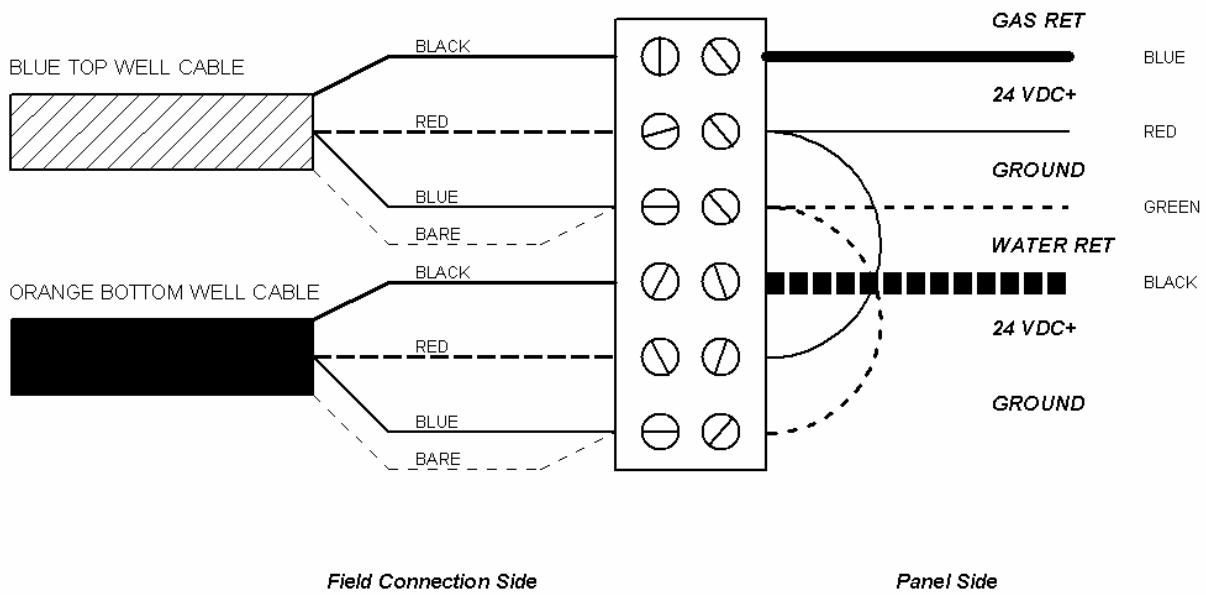 GAS RET
BLACK
BLUE
BLUE TOP WELL CABLE
24 VDC+
RED
RED
GROUND
BLUE
GREEN
BARE
WATER RET
BLACK
BLACK
ORANGE BOTTOM WELL CABLE
24 VDC+
RED
GROUND
BLUE
BARE
Field Connection Side
Panel Side